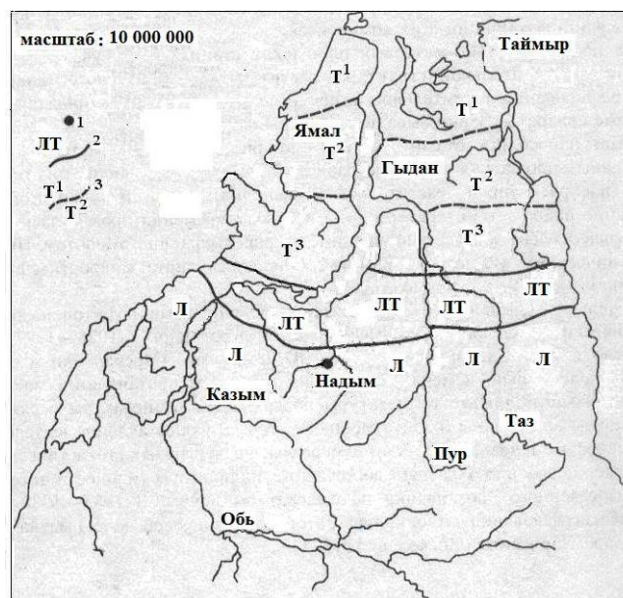 масштаб : 10 000 000
Таймыр
1
ЛТ 2
Т1 3
Т2
Т1
Т1
Ямал
Т2
Гыдан
Т2
Т3
Т3
ЛТ
ЛТ
ЛТ
ЛТ
Л
Л
Л
Л
Л
Надым
Казым
Таз
Пур
Обь